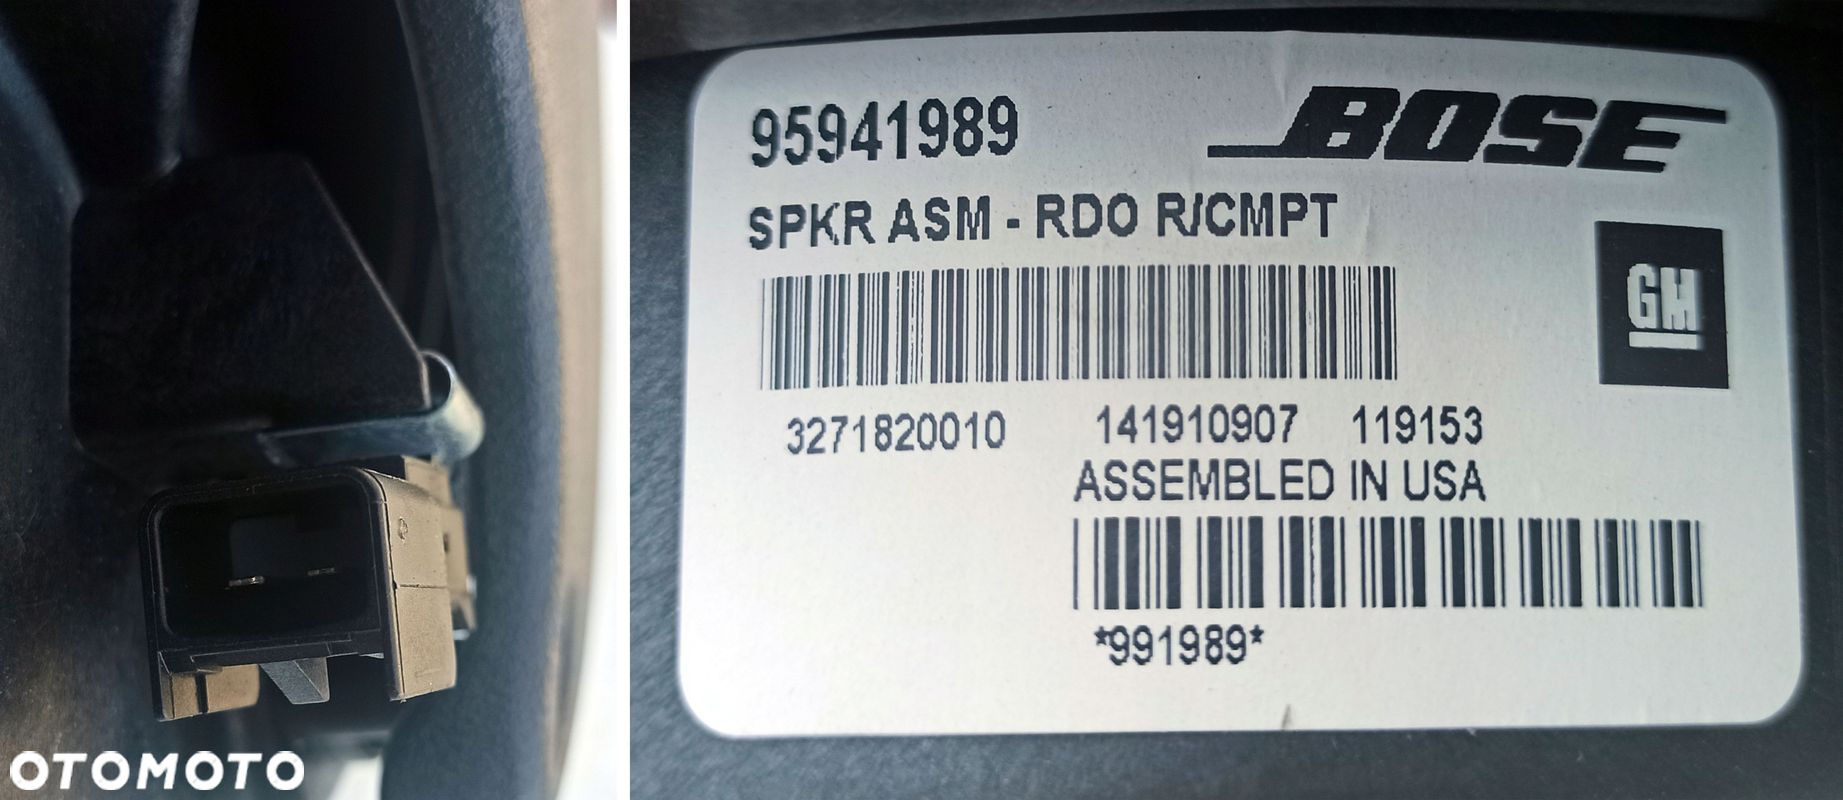 OTOMOTO
95941989 BOSE
SPKR ASM - RDO R/CMPT
GM
3271820010 141910907 119153
ASSEMBLED IN USA
*991989*